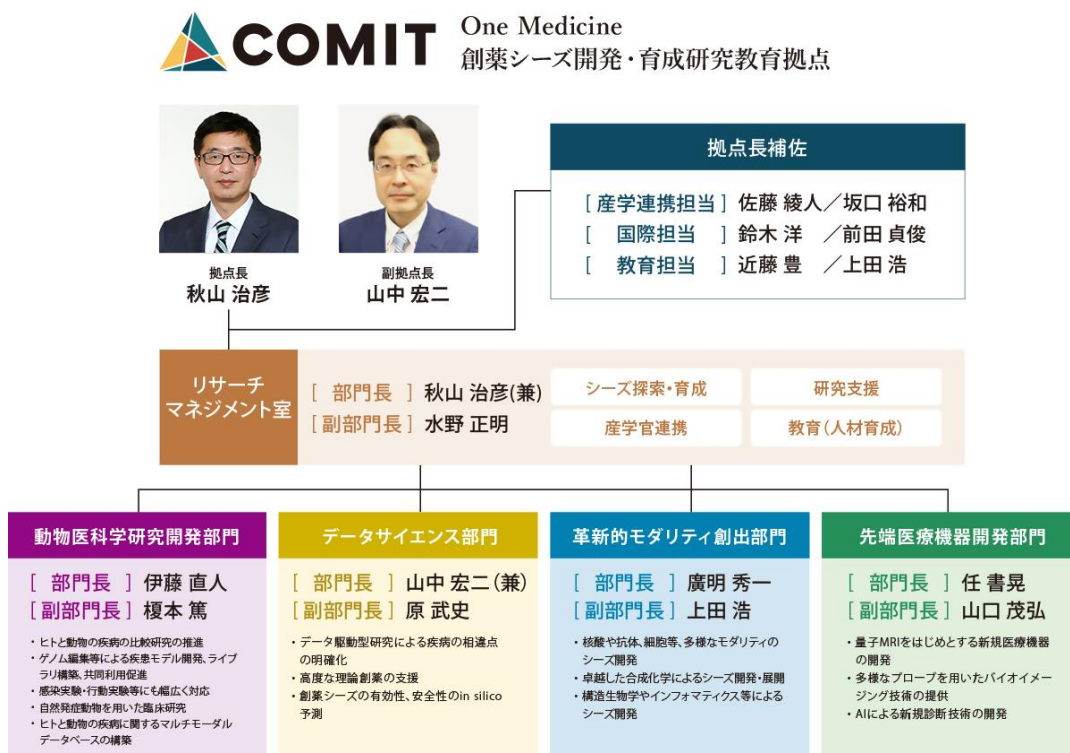 COMIT
One Medicine
創薬シーズ開発・育成研究教育拠点
拠点長
秋山 治彦
副拠点長
山中 宏二
拠点長補佐
[ 産学連携担当 ] 佐藤 綾人／坂口 裕和
[ 国際担当 ] 鈴木 洋 ／前田 貞俊
[ 教育担当 ] 近藤 豊 ／上田 浩
リサーチ
マネジメント室
[ 部門長 ] 秋山 治彦(兼)
[副部門長] 水野 正明
シーズ探索・育成
研究支援
産学官連携
教育(人材育成)
動物医科学研究開発部門
[ 部門長 ] 伊藤 直人
[副部門長] 榎本 篤
・ヒトと動物の疾病の比較研究の推進
・ゲノム編集等による疾患モデル開発、ライブ
ラリ構築、共同利用促進
・感染実験・行動実験等にも幅広く対応
・自然発症動物を用いた臨床研究
・ヒトと動物の疾病に関するマルチモーダル
データベースの構築
データサイエンス部門
[ 部門長 ] 山中 宏二(兼)
[副部門長] 原 武史
・データ駆動型研究による疾病の相違点
の明確化
・高度な理論創薬の支援
・創薬シーズの有効性、安全性のin silico
予測
革新的モダリティ創出部門
[ 部門長 ] 廣明 秀一
[副部門長] 上田 浩
・核酸や抗体、細胞等、多様なモダリティの
シーズ開発
・卓越した合成化学によるシーズ開発・展開
・構造生物学やインフォマティクス等による
シーズ開発
先端医療機器開発部門
[ 部門長 ] 任 書晃
[副部門長] 山口 茂弘
・量子MRIをはじめとする新規医療機器
の開発
・多様なプローブを用いたバイオイメ
ージング技術の提供
・AIによる新規診断技術の開発